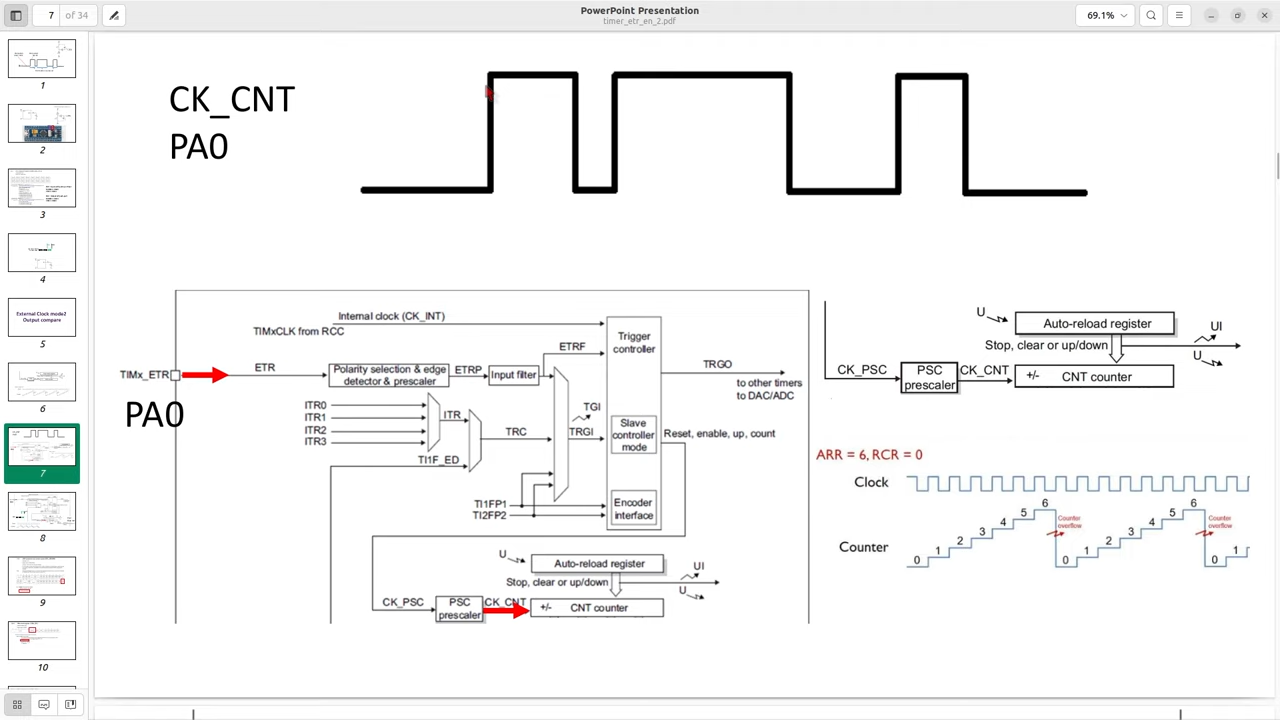 PowerPoint Presentation
timer_etr_en_2.pdf
7 of 34
69.1%
1
2
3
4
External Clock mode2
Output compare
5
6
7
8
9
10
CK_CNT
PA0
Internal clock (CK_INT)
TIMxCLK from RCC
Trigger
controller
ETRF
TIMx_ETR
ETR
Polarity selection & edge
detector & prescaler
ETRP
Input filter
TRGO
to other timers
to DAC/ADC
PA0
ITR0
ITR1
ITR2
ITR3
ITR
TGI
TRC
TRGI
Slave
controller
mode
Reset, enable, up, count
TI1F_ED
TI1FP1
TI2FP2
Encoder
interface
U
Auto-reload register
UI
Stop, clear or up/down
U
CK_PSC
PSC
prescaler
CK_CNT
+/-
CNT counter
U
Auto-reload register
UI
Stop, clear or up/down
U
CK_PSC
PSC
prescaler
CK_CNT
+/-
CNT counter
ARR = 6, RCR = 0
Clock
Counter
0 1 2 3 4 5 6
Counter
overflow
0 1 2 3 4 5 6
Counter
overflow
0 1